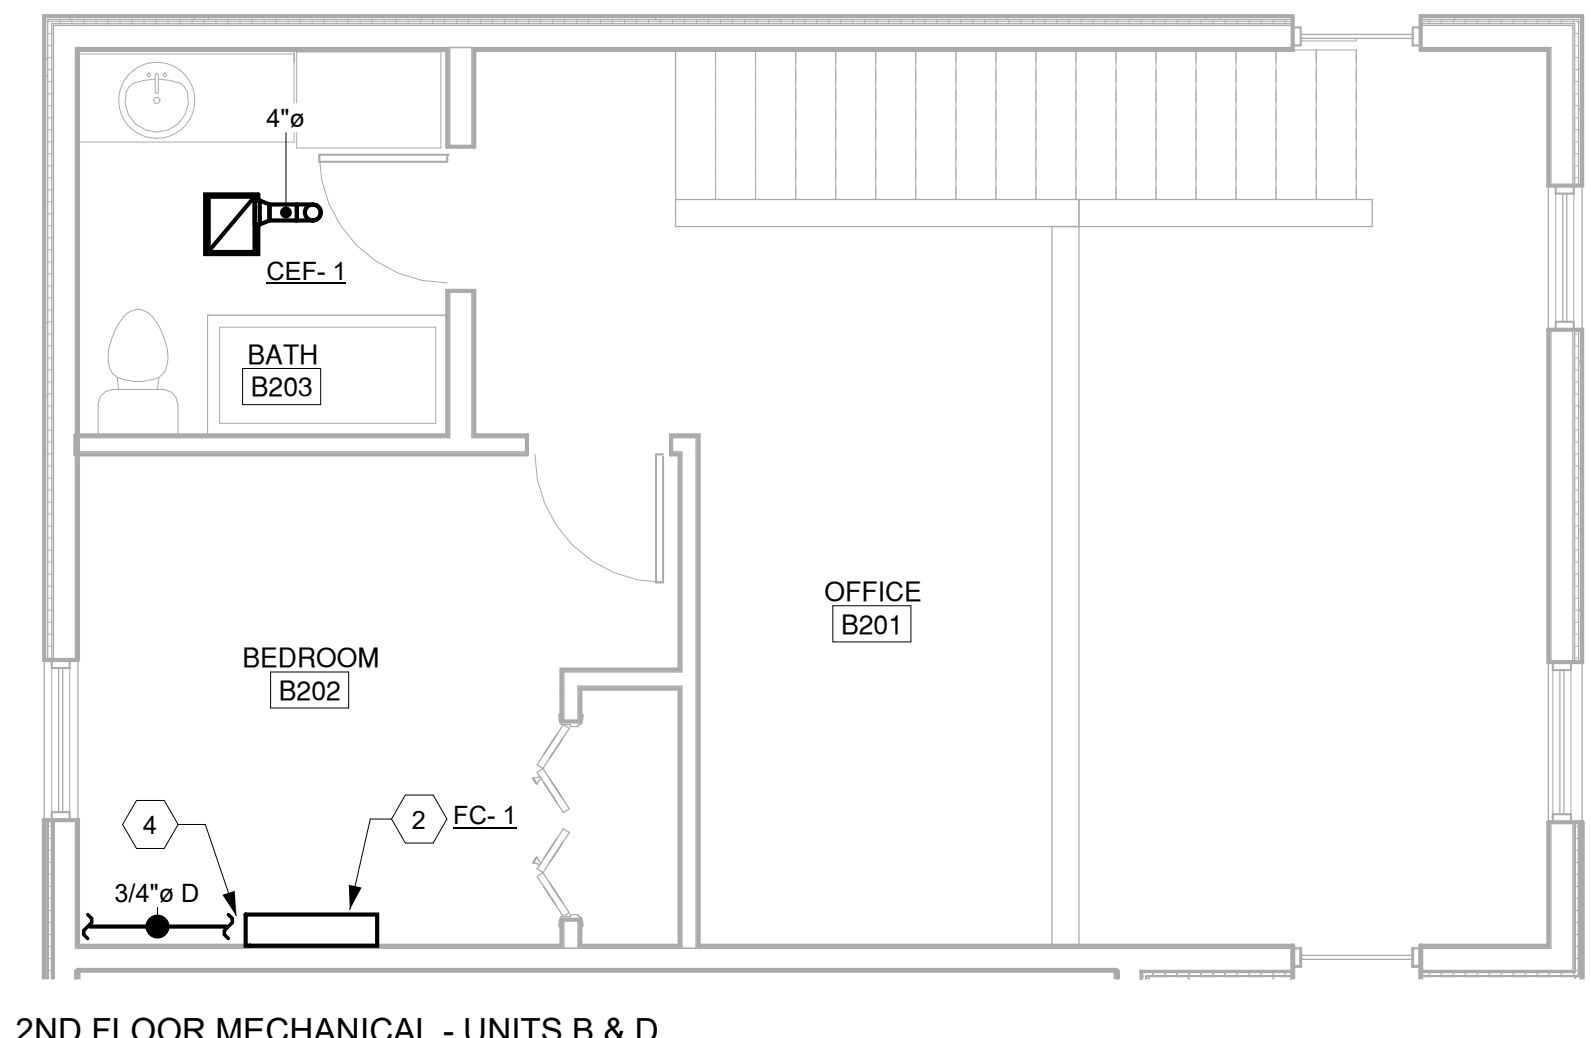 4"ø
CEF- 1
BATH
B203
OFFICE
B201
BEDROOM
B202
4
2
FC- 1
3/4"ø D
2ND FLOOR MECHANICAL - UNITS B & D